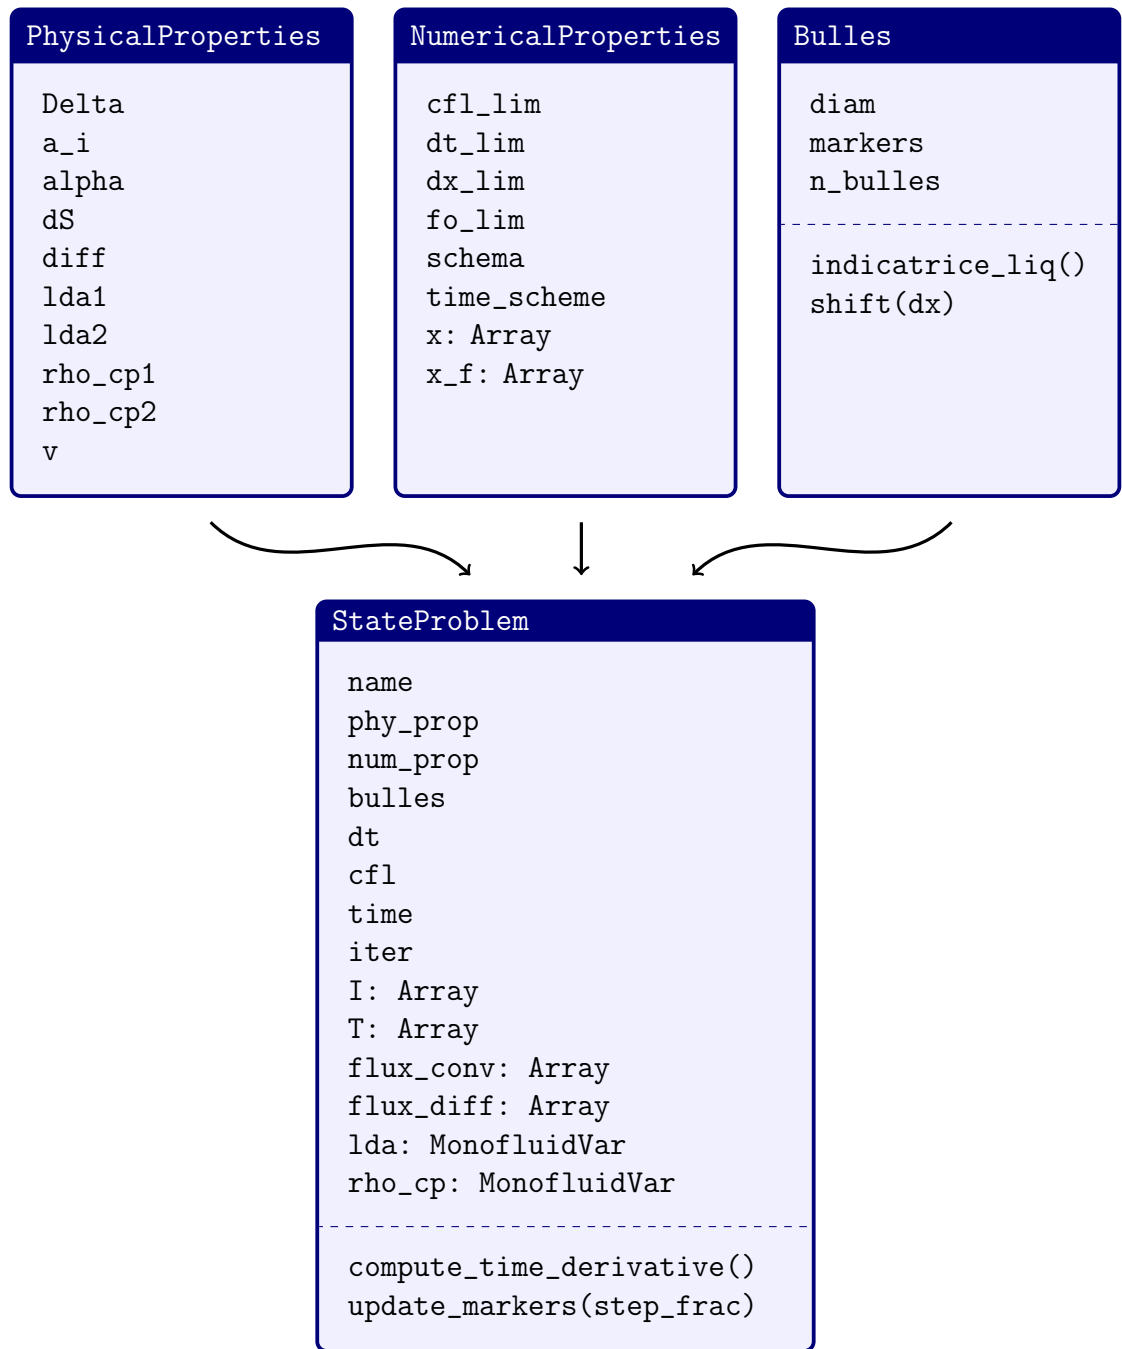 PhysicalProperties
Delta
a_i
alpha
dS
diff
lda1
lda2
rho_cp1
rho_cp2
v
NumericalProperties
cfl_lim
dt_lim
dx_lim
fo_lim
schema
time_scheme
x: Array
x_f: Array
Bulles
diam
markers
n_bulles
indicatrice_liq()
shift(dx)
StateProblem
name
phy_prop
num_prop
bulles
dt
cfl
time
iter
I: Array
T: Array
flux_conv: Array
flux_diff: Array
lda: MonofluidVar
rho_cp: MonofluidVar
compute_time_derivative()
update_markers(step_frac)